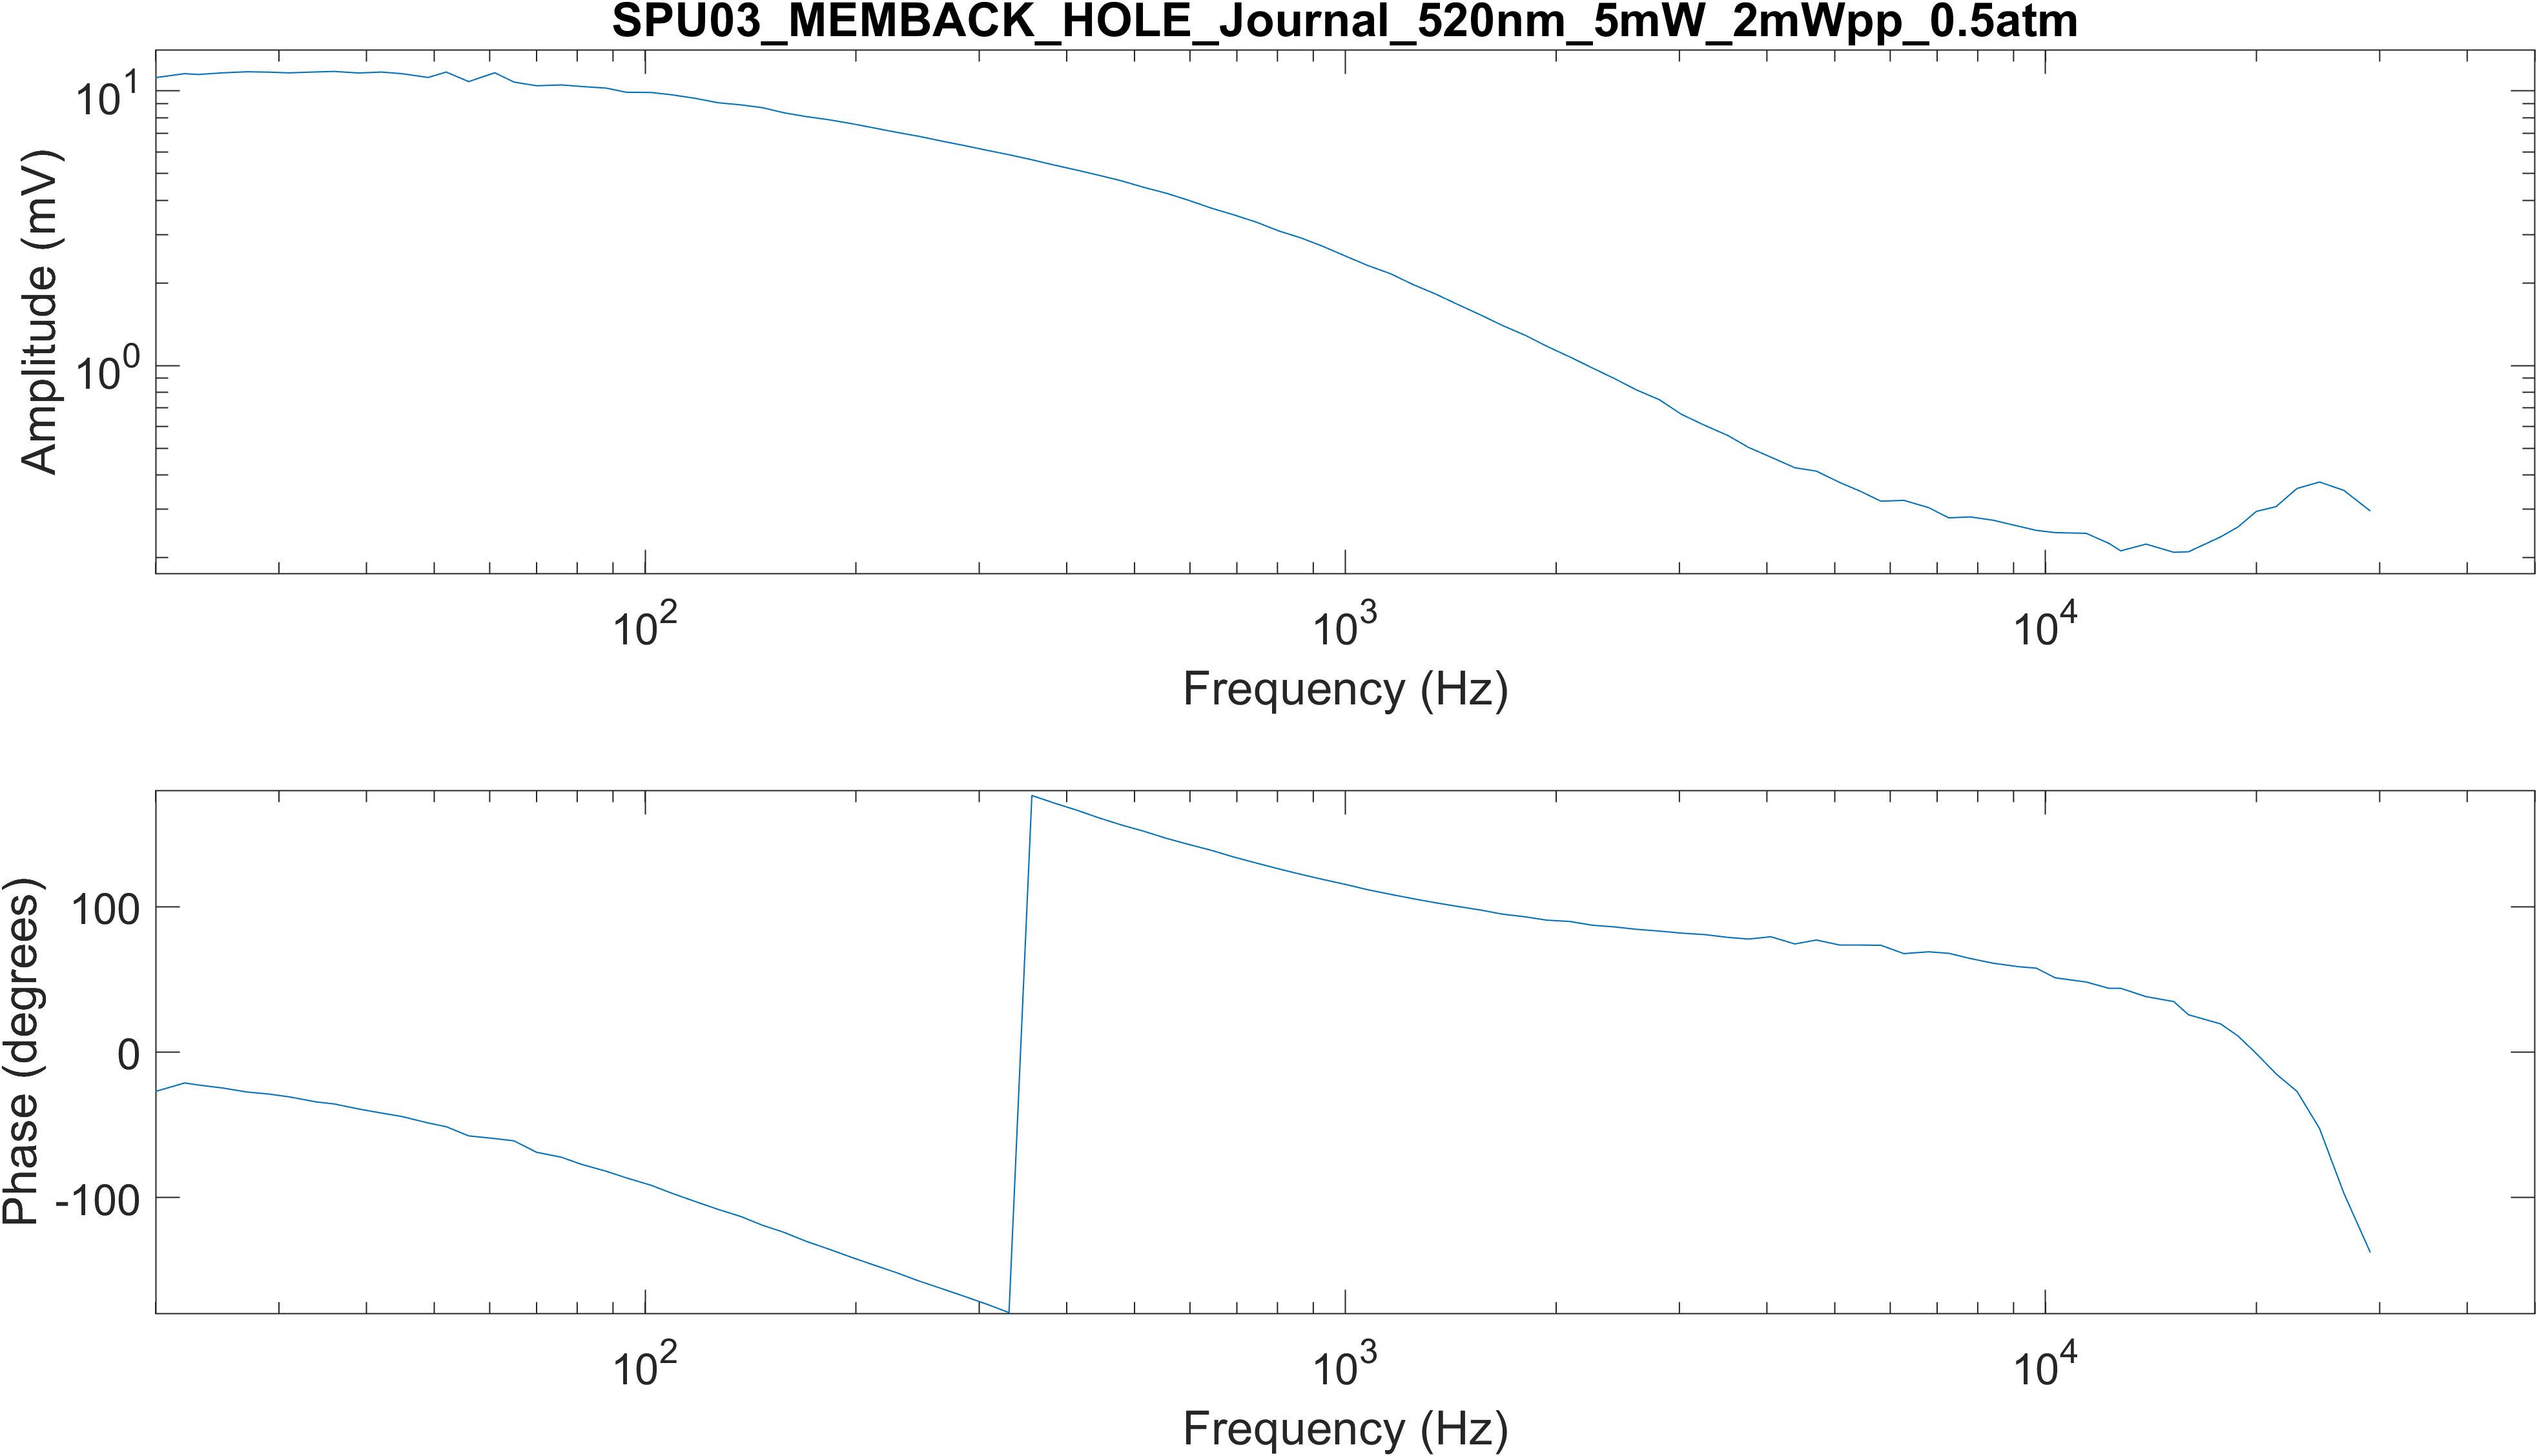 SPU03_MEMBACK_HOLE_Journal_520nm_5mW_2mWpp_0.5atm
Amplitude (mV)
10^1
10^0
10^2
10^3
10^4
Frequency (Hz)
Phase (degrees)
100
0
-100
10^2
10^3
10^4
Frequency (Hz)